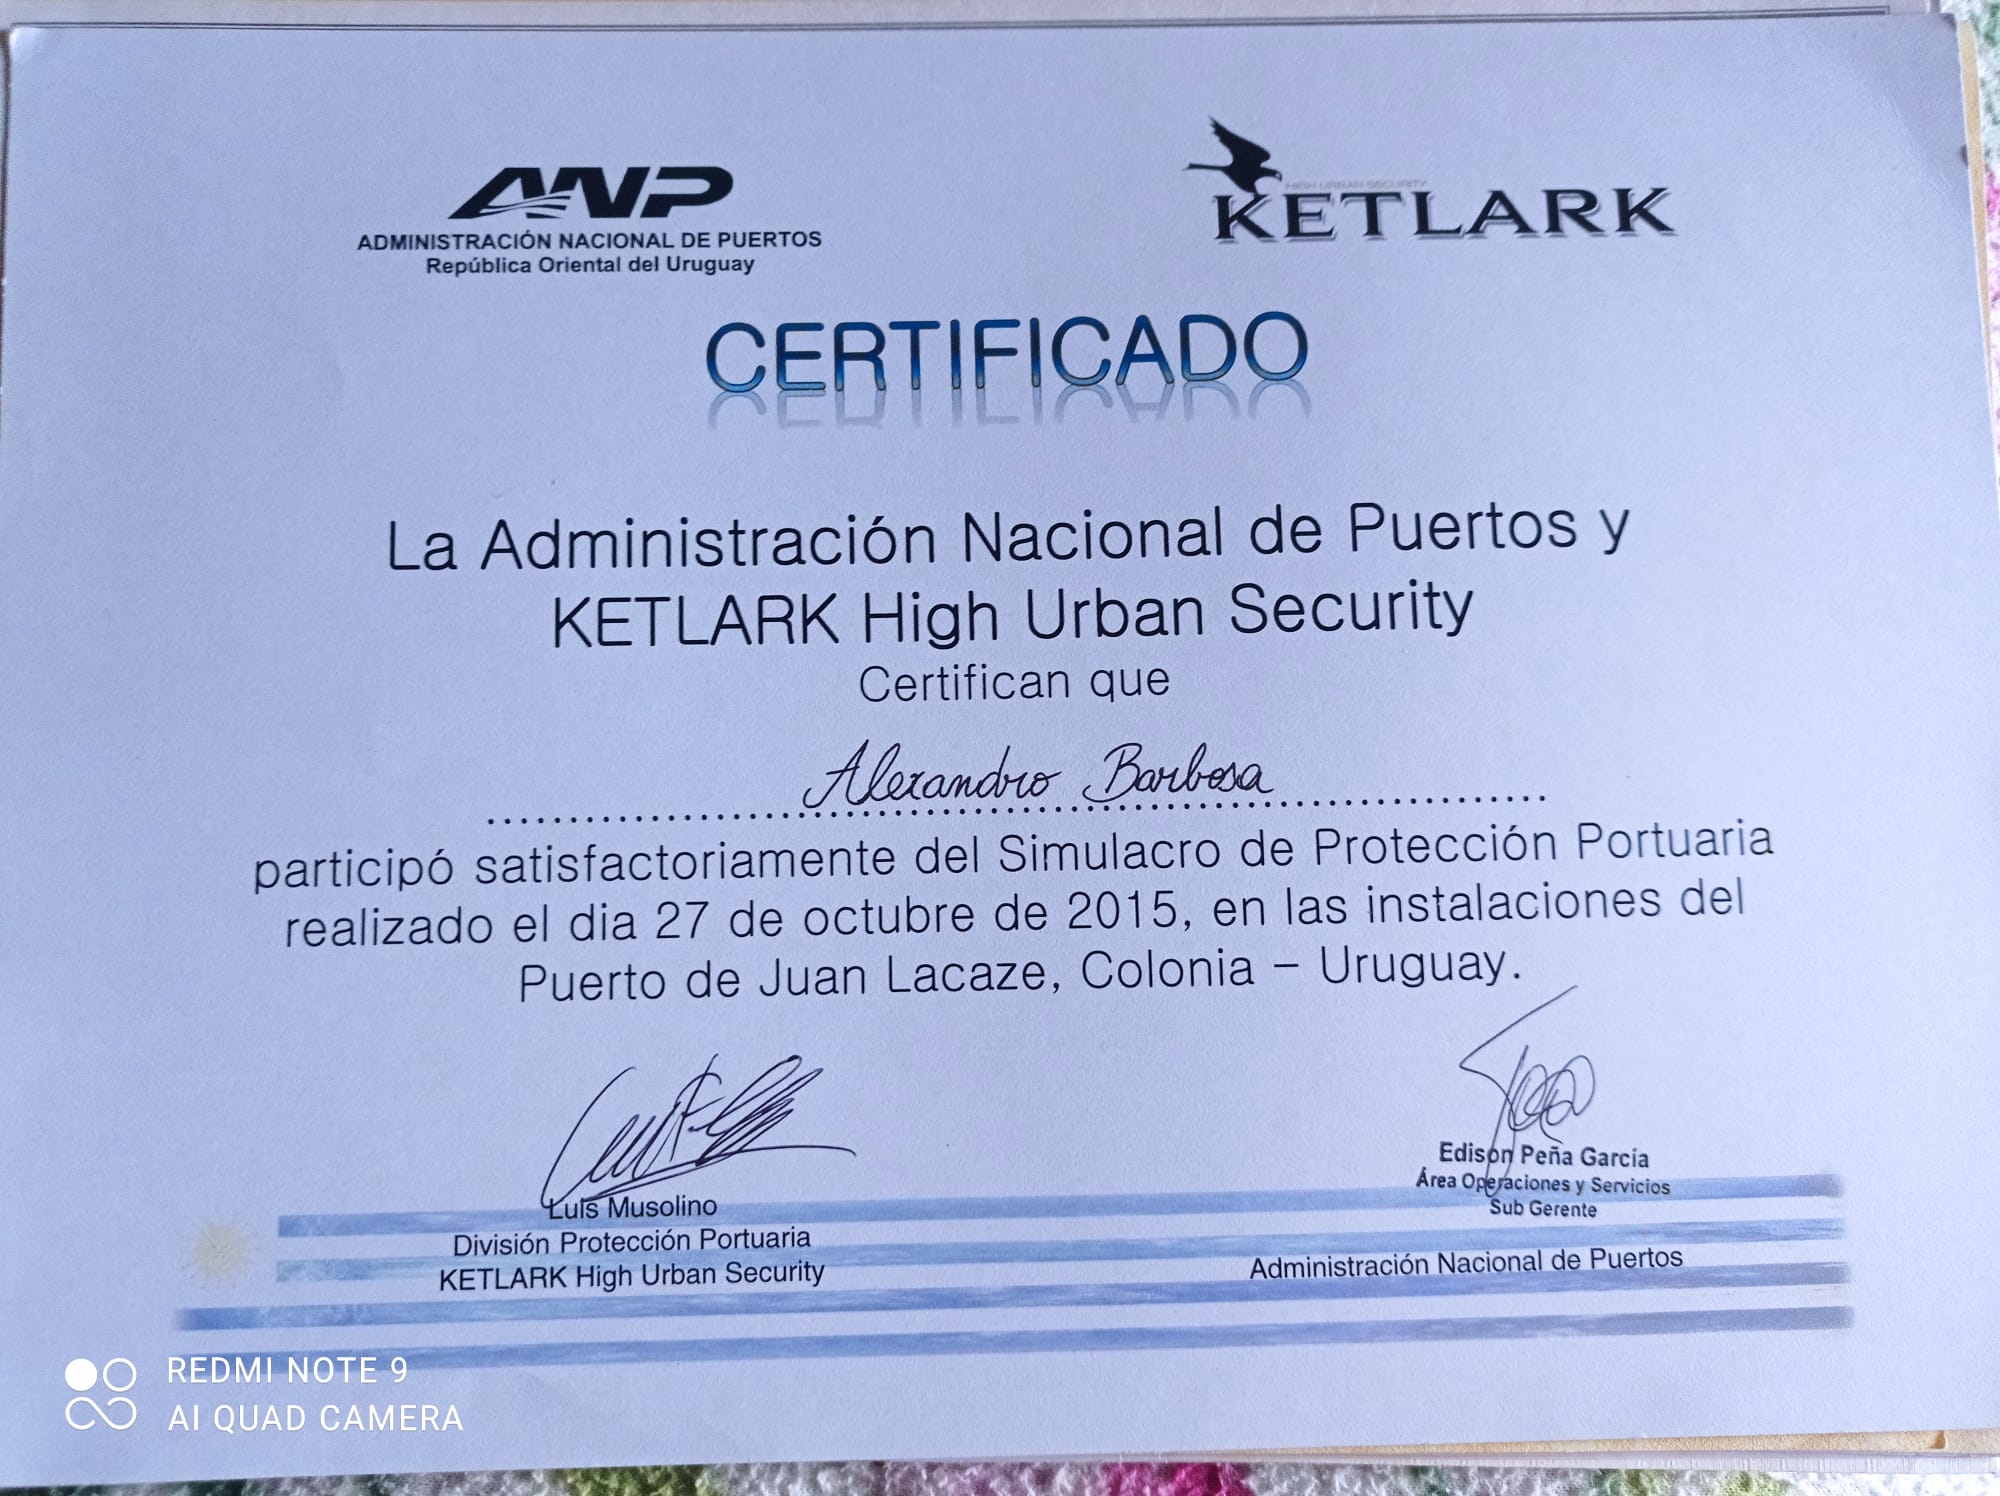 ANP
ADMINISTRACIÓN NACIONAL DE PUERTOS
República Oriental del Uruguay
HIGH URBAN SECURITY
KETLARK
CERTIFICADO
La Administración Nacional de Puertos y
KETLARK High Urban Security
Certifican que
Alexandro Barbosa
participó satisfactoriamente del Simulacro de Protección Portuaria
realizado el dia 27 de octubre de 2015, en las instalaciones del
Puerto de Juan Lacaze, Colonia – Uruguay.
Luis Musolino
División Protección Portuaria
KETLARK High Urban Security
Edison Peña García
Área Operaciones y Servicios
Sub Gerente
Administración Nacional de Puertos
REDMI NOTE 9
AI QUAD CAMERA